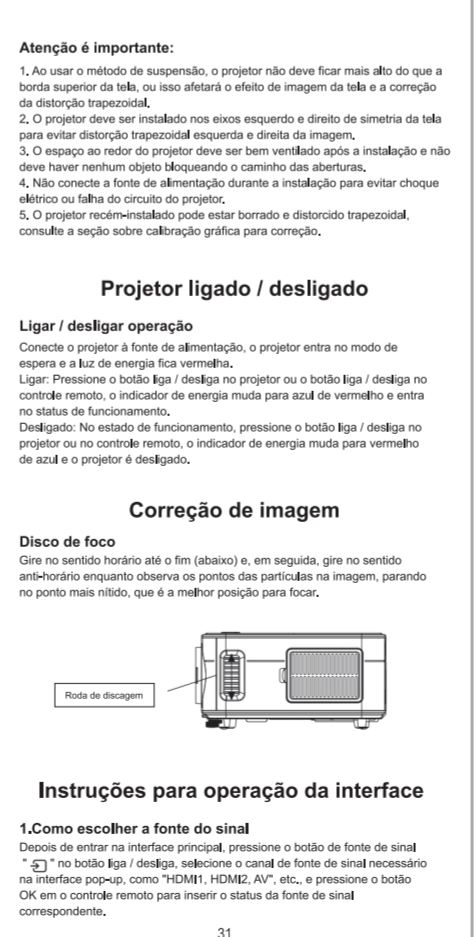 Atenção é importante:
1. Ao usar o método de suspensão, o projetor não deve ficar mais alto do que a
borda superior da tela, ou isso afetará o efeito de imagem da tela e a correção
da distorção trapezoidal.
2. O projetor deve ser instalado nos eixos esquerdo e direito de simetria da tela
para evitar distorção trapezoidal esquerda e direita da imagem.
3. O espaço ao redor do projetor deve ser bem ventilado após a instalação e não
deve haver nenhum objeto bloqueando o caminho das aberturas.
4. Não conecte a fonte de alimentação durante a instalação para evitar choque
elétrico ou falha do circuito do projetor.
5. O projetor recém-instalado pode estar borrado e distorcido trapezoidal,
consulte a seção sobre calibração gráfica para correção.
Projetor ligado / desligado
Ligar / desligar operação
Conecte o projetor à fonte de alimentação, o projetor entra no modo de
espera e a luz de energia fica vermelha.
Ligar: Pressione o botão liga / desliga no projetor ou o botão liga / desliga no
controle remoto, o indicador de energia muda para azul de vermelho e entra
no status de funcionamento.
Desligado: No estado de funcionamento, pressione o botão liga / desliga no
projetor ou no controle remoto, o indicador de energia muda para vermelho
de azul e o projetor é desligado.
Correção de imagem
Disco de foco
Gire no sentido horário até o fim (abaixo) e, em seguida, gire no sentido
anti-horário enquanto observa os pontos das partículas na imagem, parando
no ponto mais nítido, que é a melhor posição para focar.
Roda de discagem
Instruções para operação da interface
1.Como escolher a fonte do sinal
Depois de entrar na interface principal, pressione o botão de fonte de sinal
" " no botão liga / desliga, selecione o canal de fonte de sinal necessário
na interface pop-up, como "HDMI1, HDMI2, AV", etc., e pressione o botão
OK em o controle remoto para inserir o status da fonte de sinal
correspondente.
31